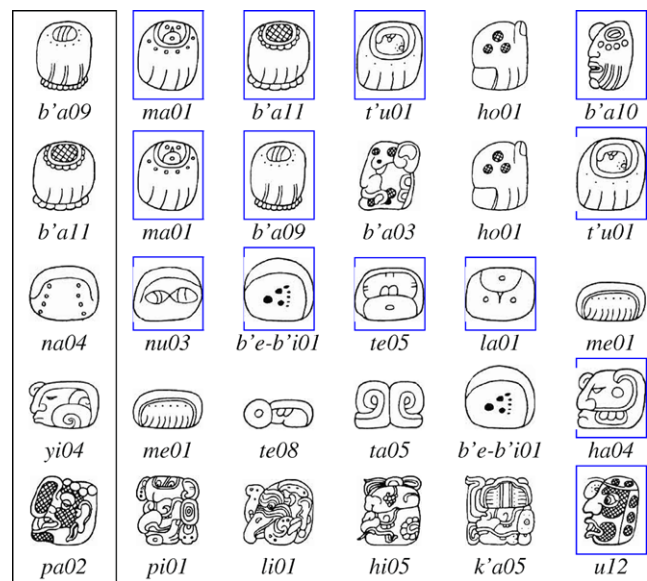 b’a09 ma01 b’a11 t’u01 ho01 b’a10
b’a11 ma01 b’a09 b’a03 ho01 t’u01
na04 nu03 b’e-b’i01 te05 la01 me01
yi04 me01 te08 ta05 b’e-b’i01 ha04
pa02 pi01 li01 hi05 k’a05 u12